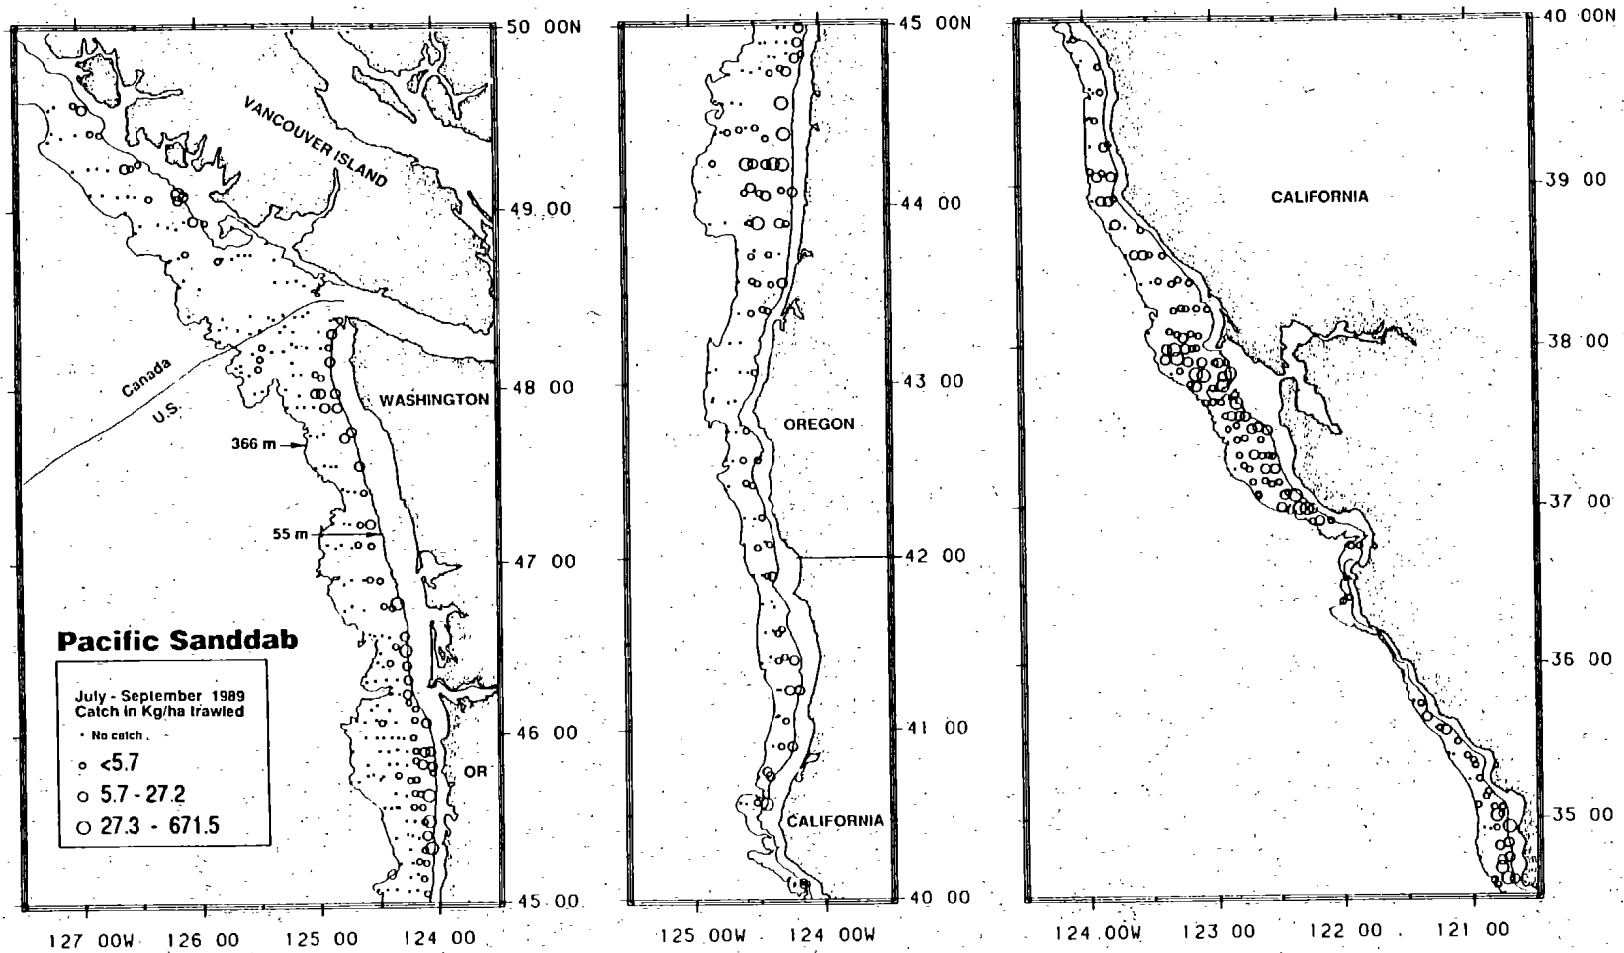 50 00N
VANCOUVER ISLAND
49 00
Canada
U.S.
48 00
WASHINGTON
366 m
55 m
47 00
46 00
OR
45 00
127 00W
126 00
125 00
124 00
Pacific Sanddab
July - September 1989
Catch in Kg/ha trawled
· No catch
<5.7
5.7 - 27.2
27.3 - 671.5
45 00N
44 00
43 00
OREGON
42 00
41 00
CALIFORNIA
40 00
125 00W
124 00W
40 00N
CALIFORNIA
39 00
38 00
37 00
36 00
35 00
124 00W
123 00
122 00
121 00